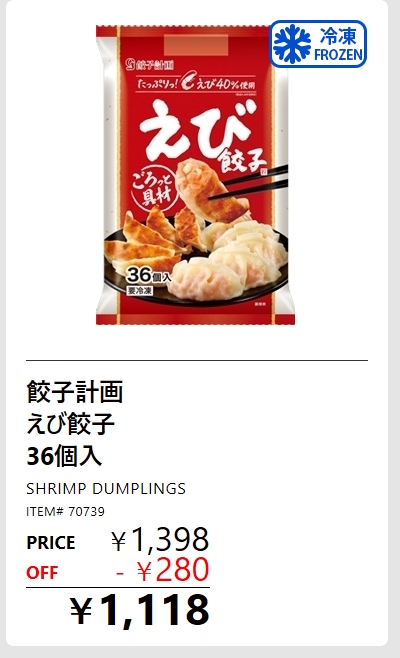 冷凍
FROZEN
餃子計画
たっぷりっ!えび40%使用
えび
餃子
ごろっと
具材
36個入
要冷凍
餃子計画
えび餃子
36個入
SHRIMP DUMPLINGS
ITEM# 70739
PRICE ￥1,398
OFF - ￥280
￥1,118